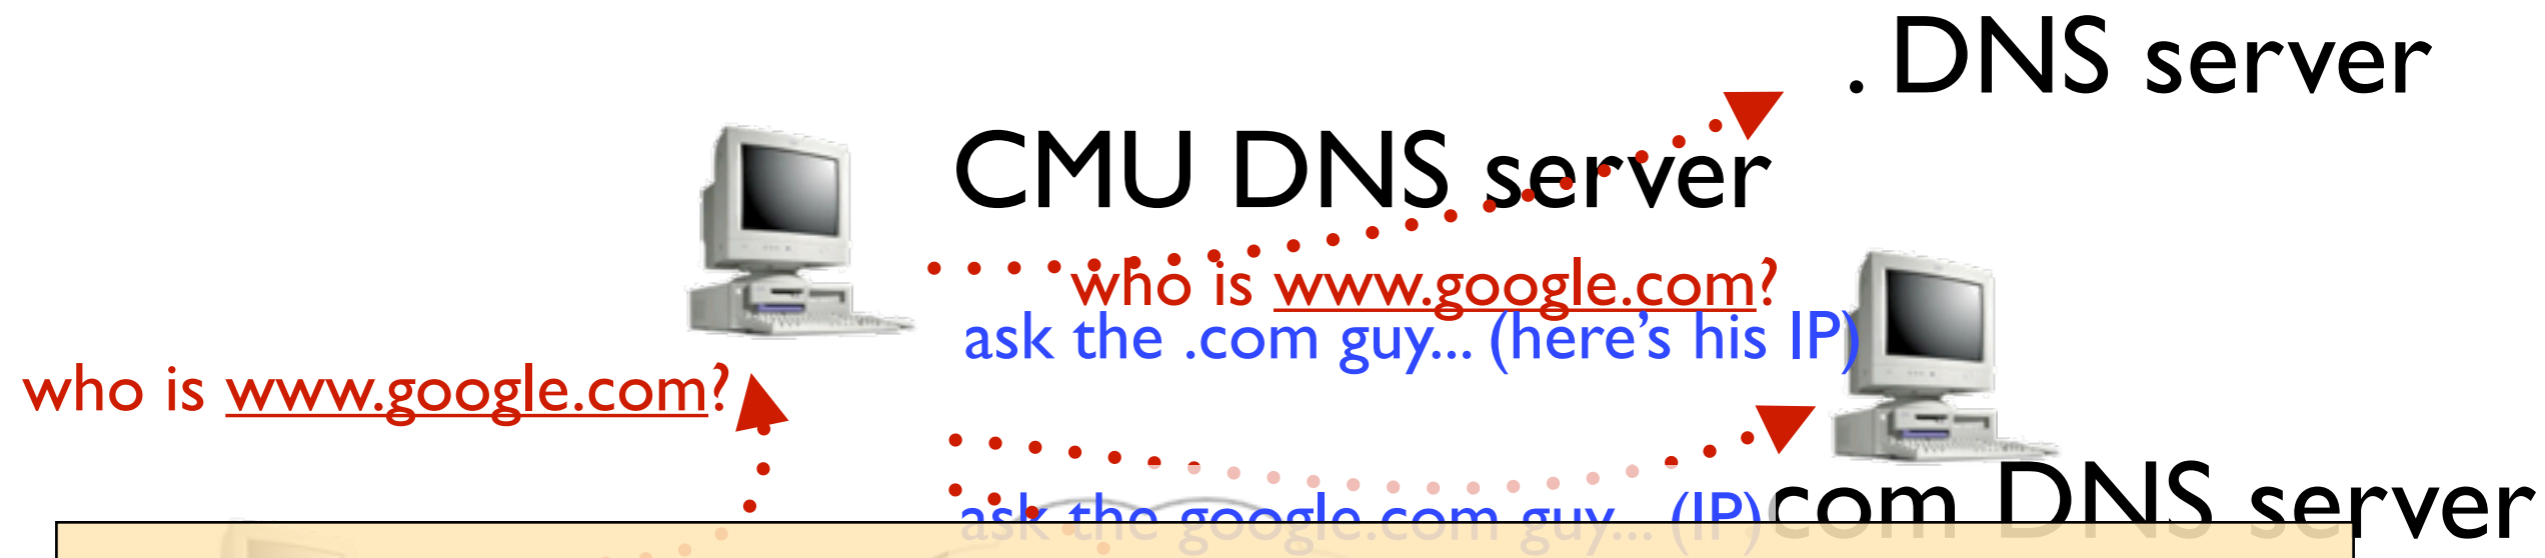 . DNS server
CMU DNS server
who is www.google.com?
ask the .com guy... (here's his IP)
who is www.google.com?
ask the google.com guy... (IP)
com DNS server